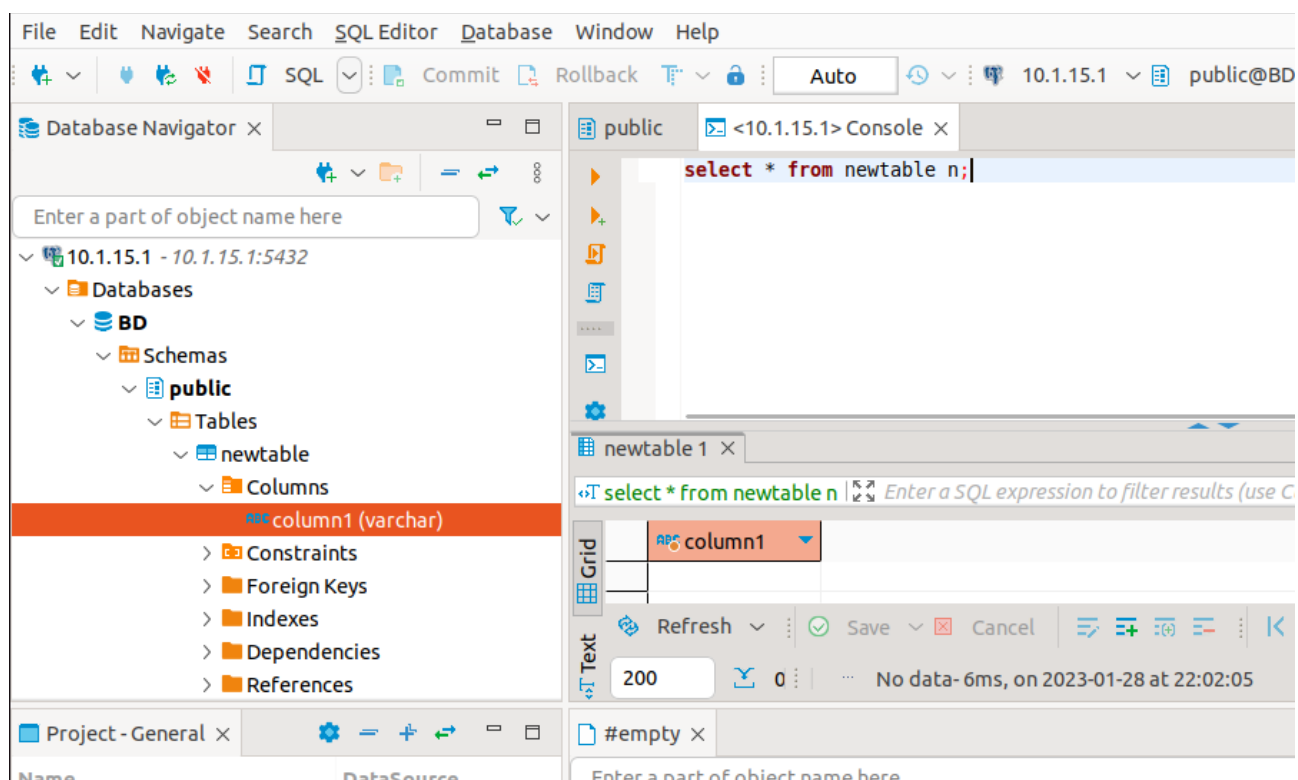 File Edit Navigate Search SQL Editor Database Window Help
SQL Commit Rollback Auto 10.1.15.1 public@BD
Database Navigator
Enter a part of object name here
10.1.15.1 - 10.1.15.1:5432
Databases
BD
Schemas
public
Tables
newtable
Columns
ABC column1 (varchar)
Constraints
Foreign Keys
Indexes
Dependencies
References
Project - General
Name DataSource
public <10.1.15.1> Console
select * from newtable n;
newtable 1
select * from newtable n Enter a SQL expression to filter results (use C
Grid
ABC column1
Text
Refresh Save Cancel
200 0 ... No data - 6ms, on 2023-01-28 at 22:02:05
#empty
Enter a part of object name here